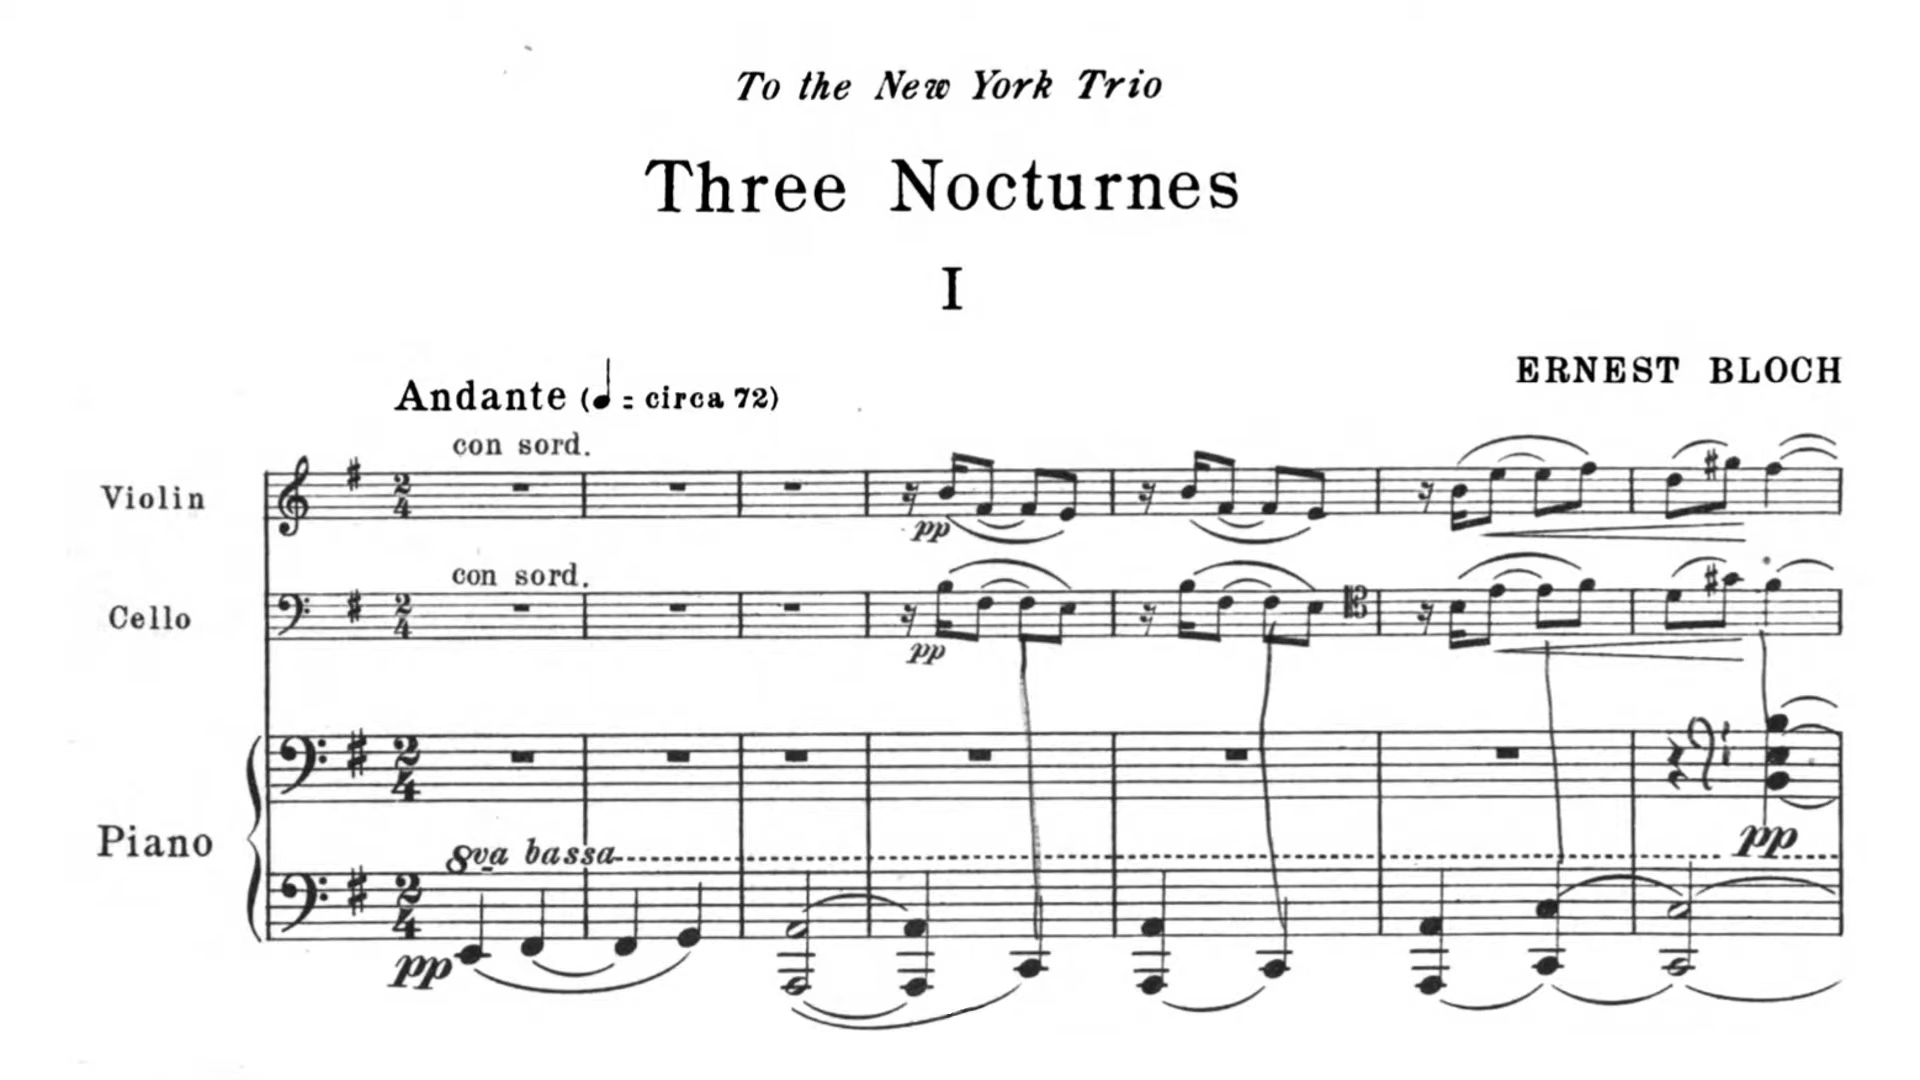 To the New York Trio
Three Nocturnes
I
ERNEST BLOCH
Andante (♩ = circa 72)
con sord.
Violin
pp
con sord.
Cello
pp
Piano
pp
8va bassa
pp